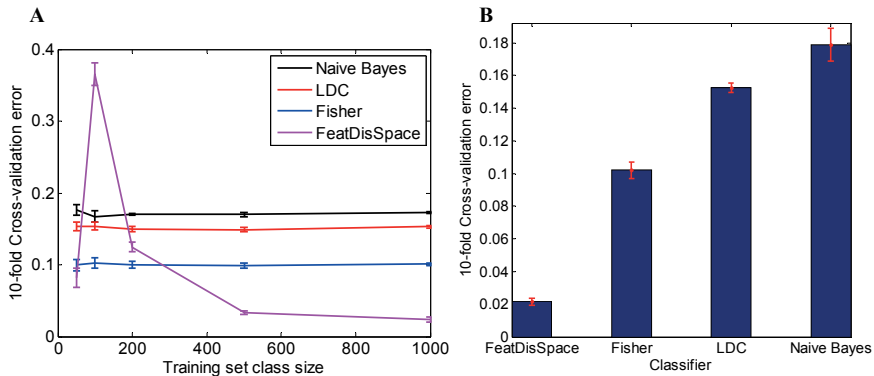 A
10-fold Cross-validation error
0.4
0.3
0.2
0.1
0
0
200
400
600
800
1000
Training set class size
Naive Bayes
LDC
Fisher
FeatDisSpace
B
10-fold Cross-validation error
0.18
0.16
0.14
0.12
0.1
0.08
0.06
0.04
0.02
0
FeatDisSpace
Fisher
LDC
Naive Bayes
Classifier